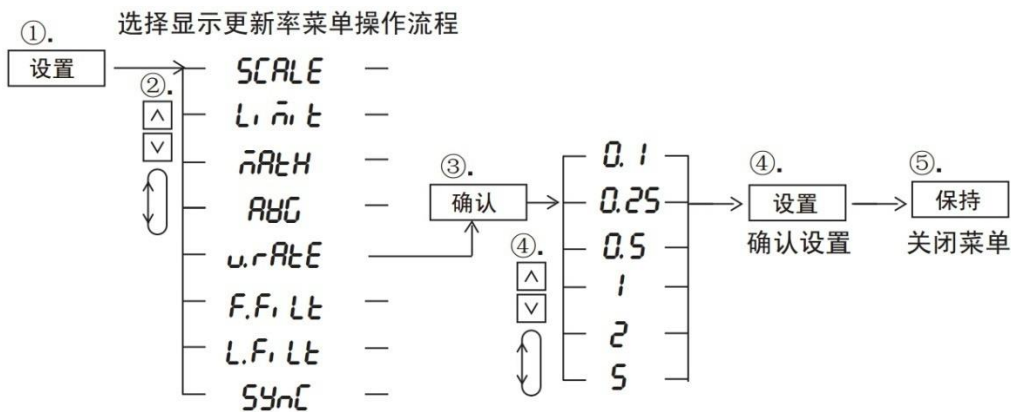 选择显示更新率菜单操作流程
①.
设置
②.
SCALE
Limit
mAtH
AVG
u.rAtE
F.FiLt
L.FiLt
SYnC
③.
确认
④.
0.1
0.25
0.5
1
2
5
④.
设置
确认设置
⑤.
保持
关闭菜单